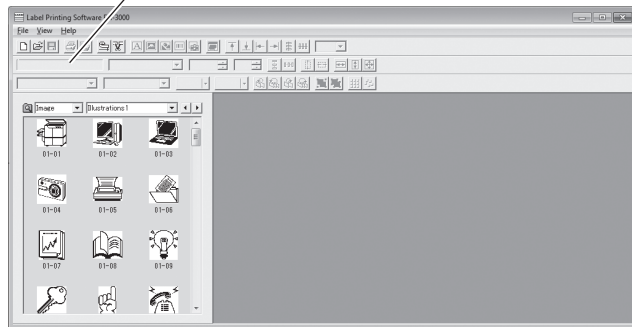 Label Printing Software
3000
File View Help
Image Illustrations1
01-01 01-02 01-03
01-04 01-05 01-06
01-07 01-08 01-09